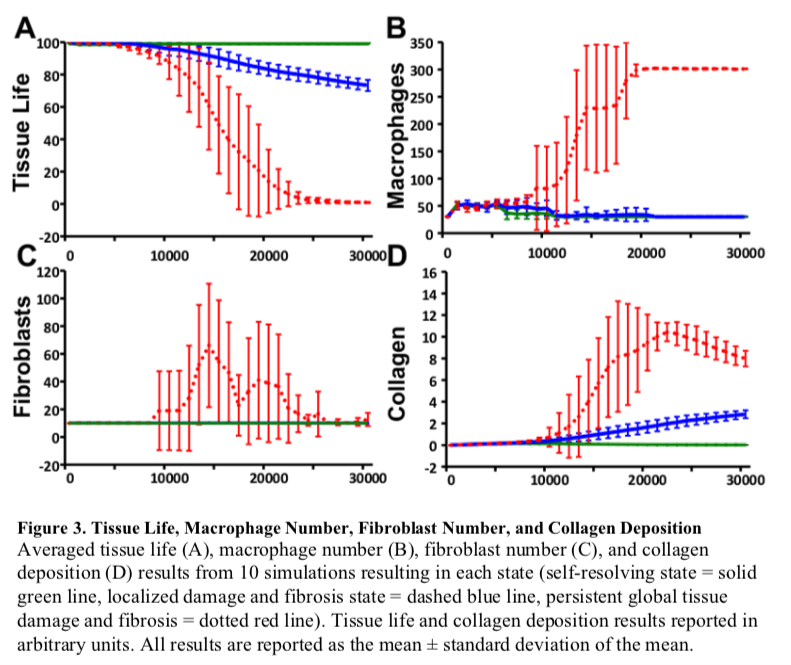 A
Tissue Life
100
80
60
40
20
0
-20
0 10000 20000 30000
B
Macrophages
350
300
250
200
150
100
50
0
0 10000 20000 30000
C
Fibroblasts
120
100
80
60
40
20
0
-20
0 10000 20000 30000
D
Collagen
16
14
12
10
8
6
4
2
0
-2
0 10000 20000 30000
Figure 3. Tissue Life, Macrophage Number, Fibroblast Number, and Collagen Deposition
Averaged tissue life (A), macrophage number (B), fibroblast number (C), and collagen
deposition (D) results from 10 simulations resulting in each state (self-resolving state = solid
green line, localized damage and fibrosis state = dashed blue line, persistent global tissue
damage and fibrosis = dotted red line). Tissue life and collagen deposition results reported in
arbitrary units. All results are reported as the mean ± standard deviation of the mean.